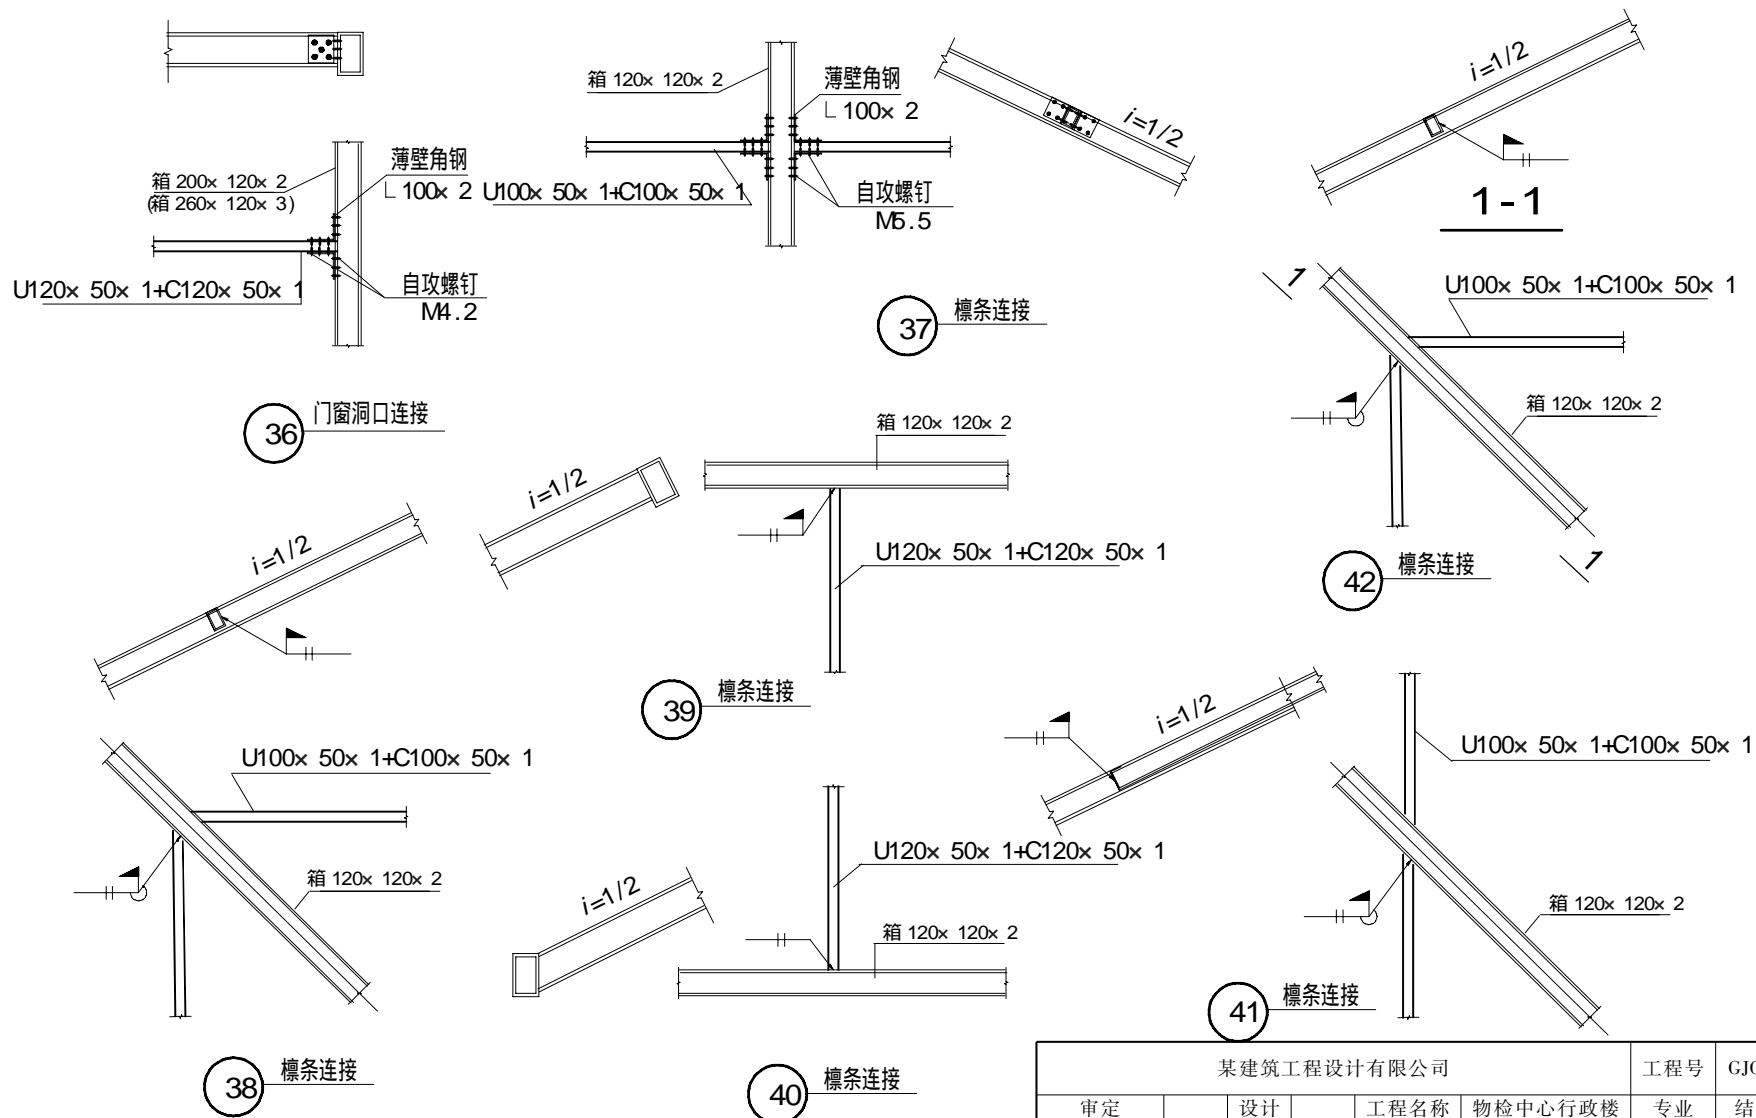 箱 200× 120× 2
(箱 260× 120× 3)
薄壁角钢
∟ 100× 2
U120× 50× 1+C120× 50× 1
自攻螺钉
M4.2
36 门窗洞口连接
箱 120× 120× 2
薄壁角钢
∟ 100× 2
U100× 50× 1+C100× 50× 1
自攻螺钉
M5.5
i=1/2
37 檩条连接
i=1/2
1-1
1
U100× 50× 1+C100× 50× 1
箱 120× 120× 2
1
42 檩条连接
i=1/2
i=1/2
箱 120× 120× 2
U120× 50× 1+C120× 50× 1
39 檩条连接
U100× 50× 1+C100× 50× 1
箱 120× 120× 2
38 檩条连接
i=1/2
U120× 50× 1+C120× 50× 1
箱 120× 120× 2
40 檩条连接
i=1/2
U100× 50× 1+C100× 50× 1
箱 120× 120× 2
41 檩条连接
某建筑工程设计有限公司 工程号
审定 设计 工程名称 物检中心行政楼 专业 结